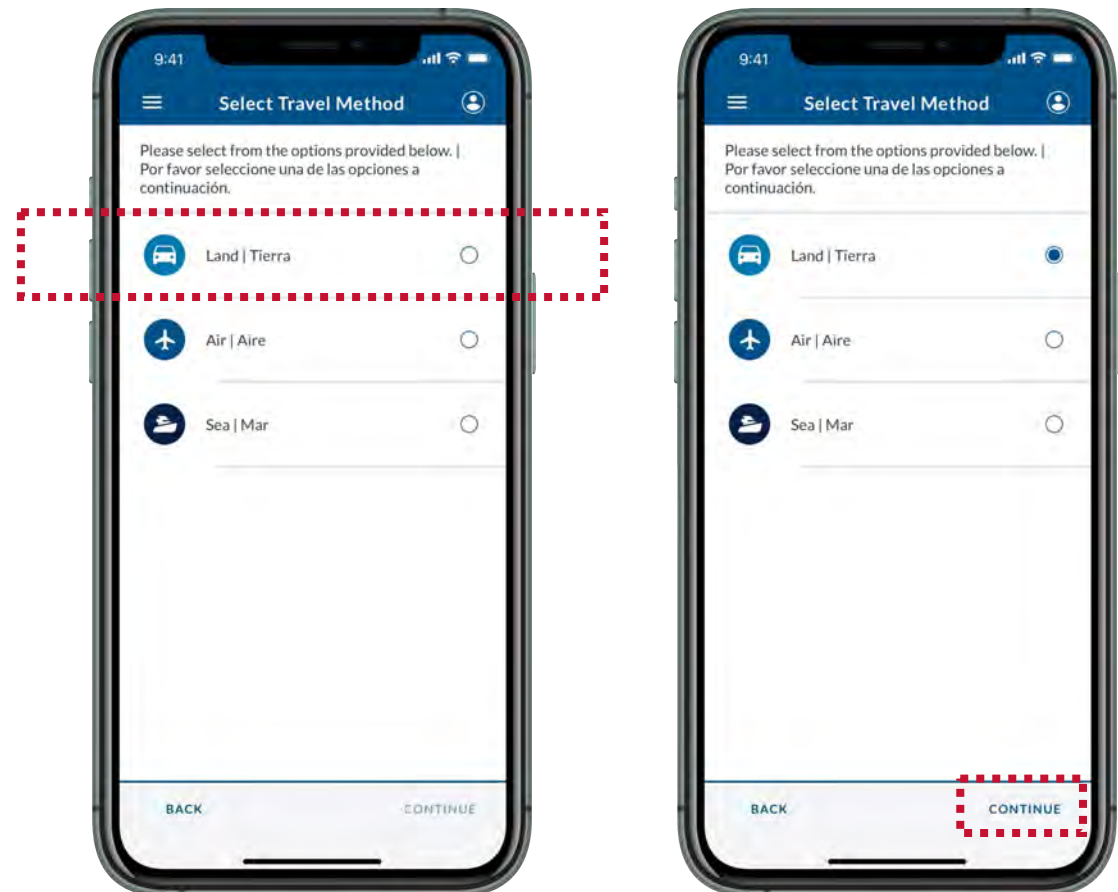 9:41
Select Travel Method
Please select from the options provided below. |
Por favor seleccione una de las opciones a
continuación.
Land | Tierra
Air | Aire
Sea | Mar
BACK CONTINUE
9:41
Select Travel Method
Please select from the options provided below. |
Por favor seleccione una de las opciones a
continuación.
Land | Tierra
Air | Aire
Sea | Mar
BACK CONTINUE